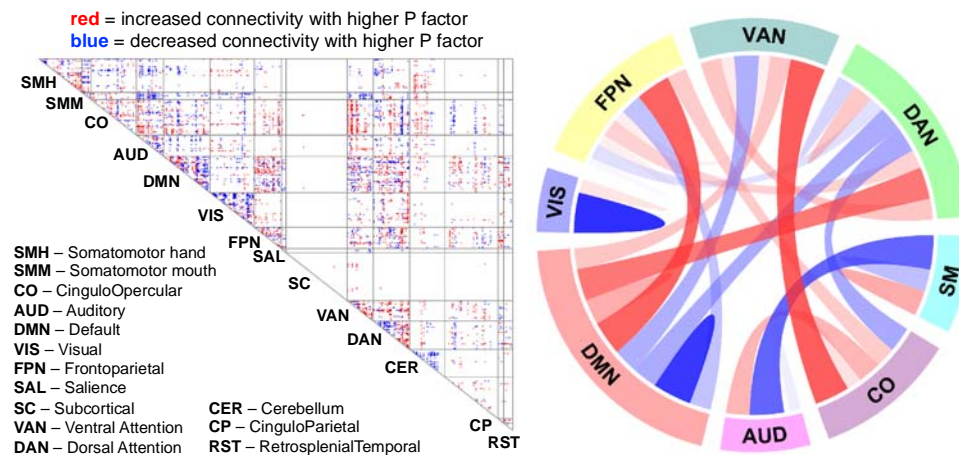 red = increased connectivity with higher P factor
blue = decreased connectivity with higher P factor
SMH
SMM
CO
AUD
DMN
VIS
FPN
SAL
SC
VAN
DAN
CER
CP
RST
SMH – Somatomotor hand
SMM – Somatomotor mouth
CO – CinguloOpercular
AUD – Auditory
DMN – Default
VIS – Visual
FPN – Frontoparietal
SAL – Salience
SC – Subcortical
VAN – Ventral Attention
DAN – Dorsal Attention
CER – Cerebellum
CP – CinguloParietal
RST – RetrosplenialTemporal
VAN
DAN
SM
CO
AUD
DMN
VIS
FPN